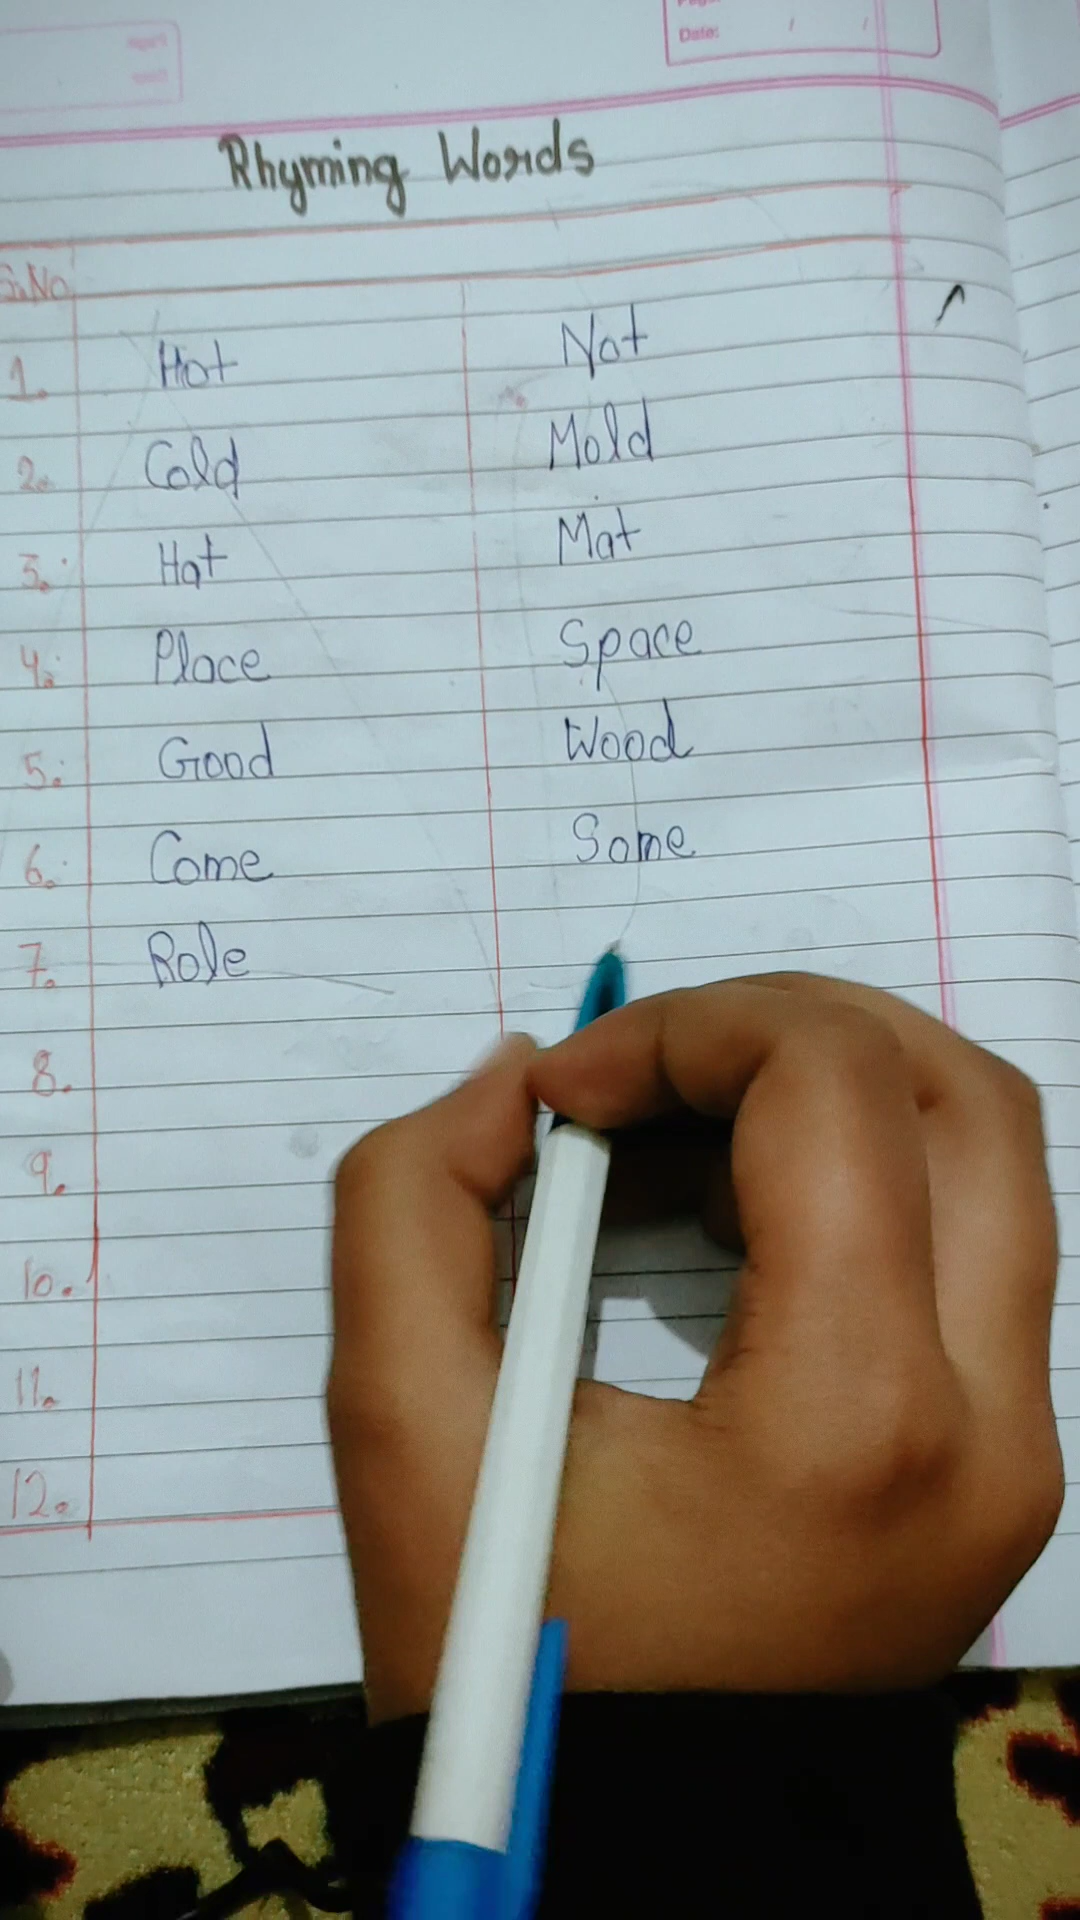 Date: / /
Rhyming Words
S.No
1. Hot Not
2. Cold Mold
3. Hat Mat
4. Place Space
5. Good Wood
6. Come Some
7. Role
8.
9.
10.
11.
12.